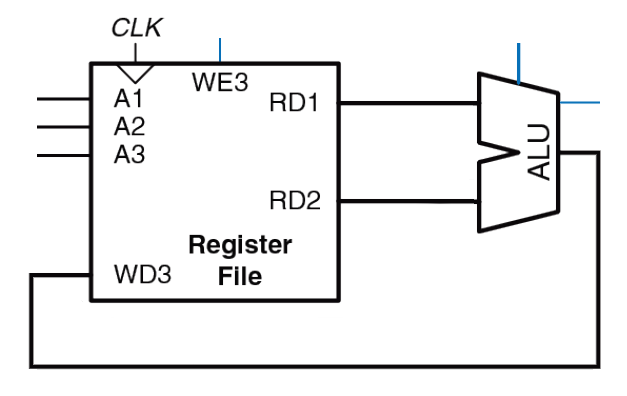 CLK
WE3
A1
RD1
A2
A3
RD2
Register
File
WD3
ALU